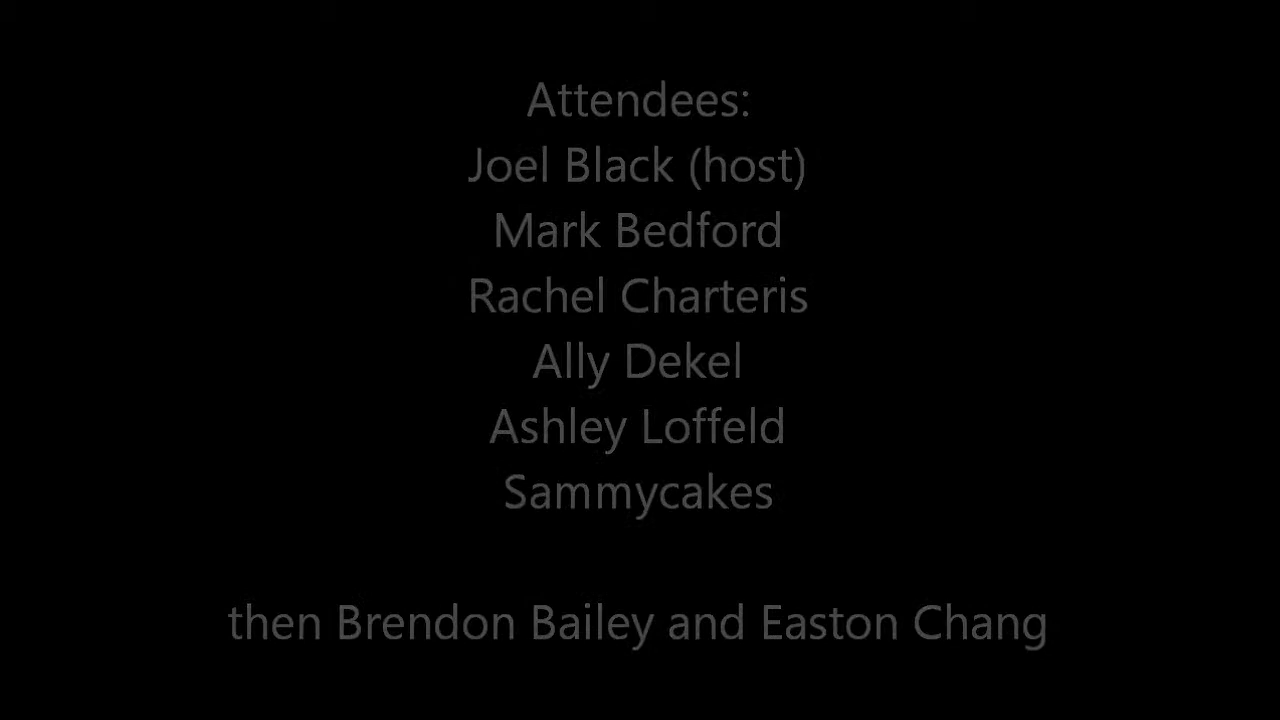 Attendees:
Joel Black (host)
Mark Bedford
Rachel Charteris
Ally Dekel
Ashley Loffeld
Sammycakes
then Brendon Bailey and Easton Chang